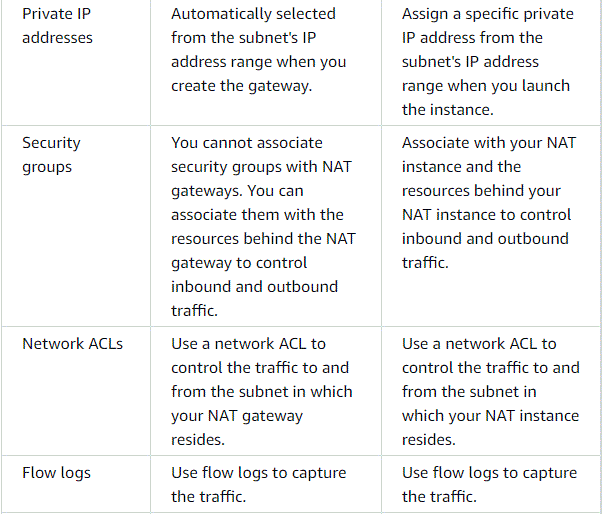 Private IP
addresses
Automatically selected
from the subnet's IP
address range when you
create the gateway.
Assign a specific private
IP address from the
subnet's IP address
range when you launch
the instance.
Security
groups
You cannot associate
security groups with NAT
gateways. You can
associate them with the
resources behind the NAT
gateway to control
inbound and outbound
traffic.
Associate with your NAT
instance and the
resources behind your
NAT instance to control
inbound and outbound
traffic.
Network ACLs
Use a network ACL to
control the traffic to and
from the subnet in which
your NAT gateway
resides.
Use a network ACL to
control the traffic to and
from the subnet in
which your NAT instance
resides.
Flow logs
Use flow logs to capture
the traffic.
Use flow logs to capture
the traffic.